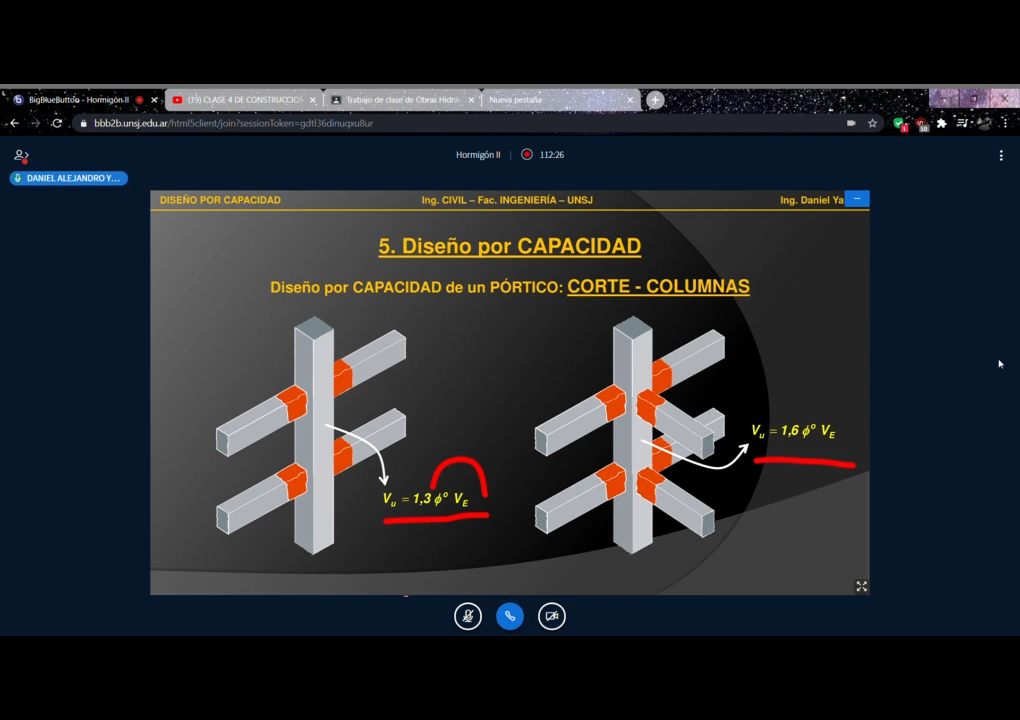 BigBlueButton - Hormigón II
(19) CLASE 4 DE CONSTRUCCION
Trabajo de clase de Obras Hidrá
Nueva pestaña
bbb2b.unsj.edu.ar/html5client/join?sessionToken=gdtl36dinuqxu8ur
Hormigón II | 112:26
DANIEL ALEJANDRO Y...
DISEÑO POR CAPACIDAD
Ing. CIVIL – Fac. INGENIERÍA – UNSJ
Ing. Daniel Ya
5. Diseño por CAPACIDAD
Diseño por CAPACIDAD de un PÓRTICO: CORTE - COLUMNAS
Vu = 1,6 ϕº VE
Vu = 1,3 ϕº VE